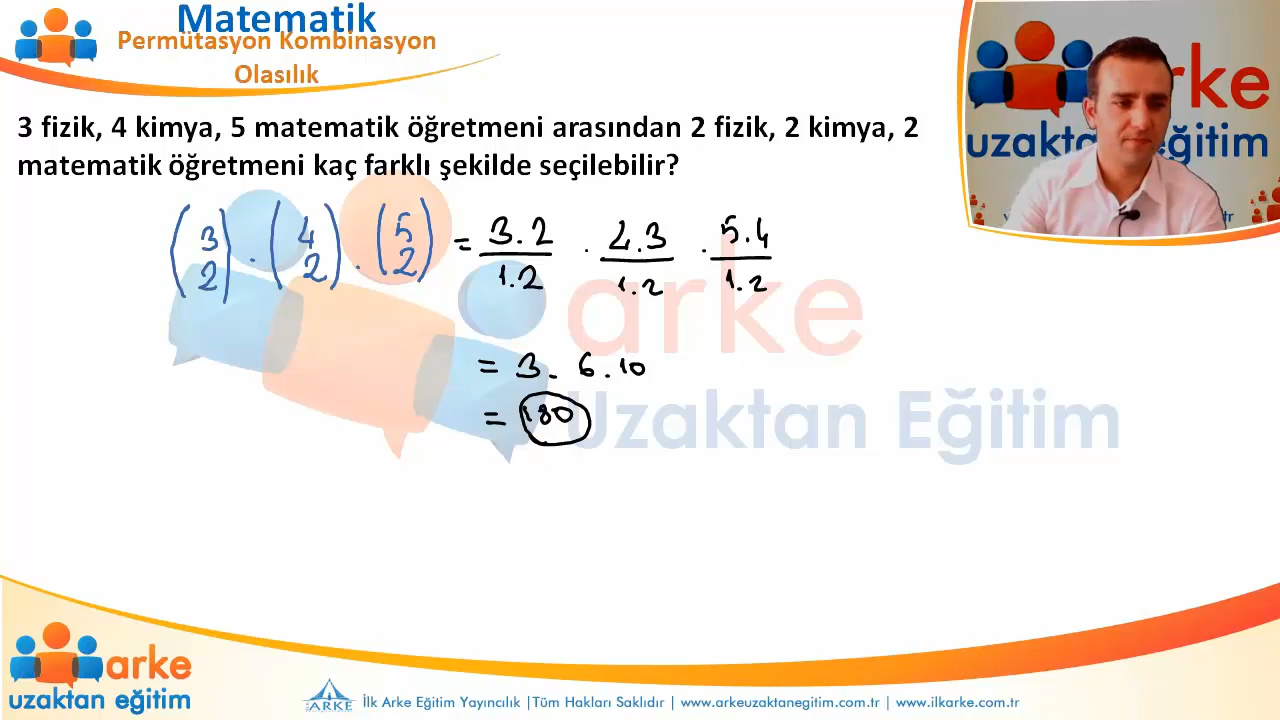 Matematik
Permütasyon Kombinasyon
Olasılık
arke
uzaktan eğitim
3 fizik, 4 kimya, 5 matematik öğretmeni arasından 2 fizik, 2 kimya, 2
matematik öğretmeni kaç farklı şekilde seçilebilir?
(3 2) . (4 2) . (5 2) = 3.2/1.2 . 4.3/1.2 . 5.4/1.2
= 3. 6.10
= 180
arke
Uzaktan Eğitim
arke
uzaktan eğitim
ARKE
İlk Arke Eğitim Yayıncılık |Tüm Hakları Saklıdır | www.arkeuzaktanegitim.com.tr | www.ilkarke.com.tr